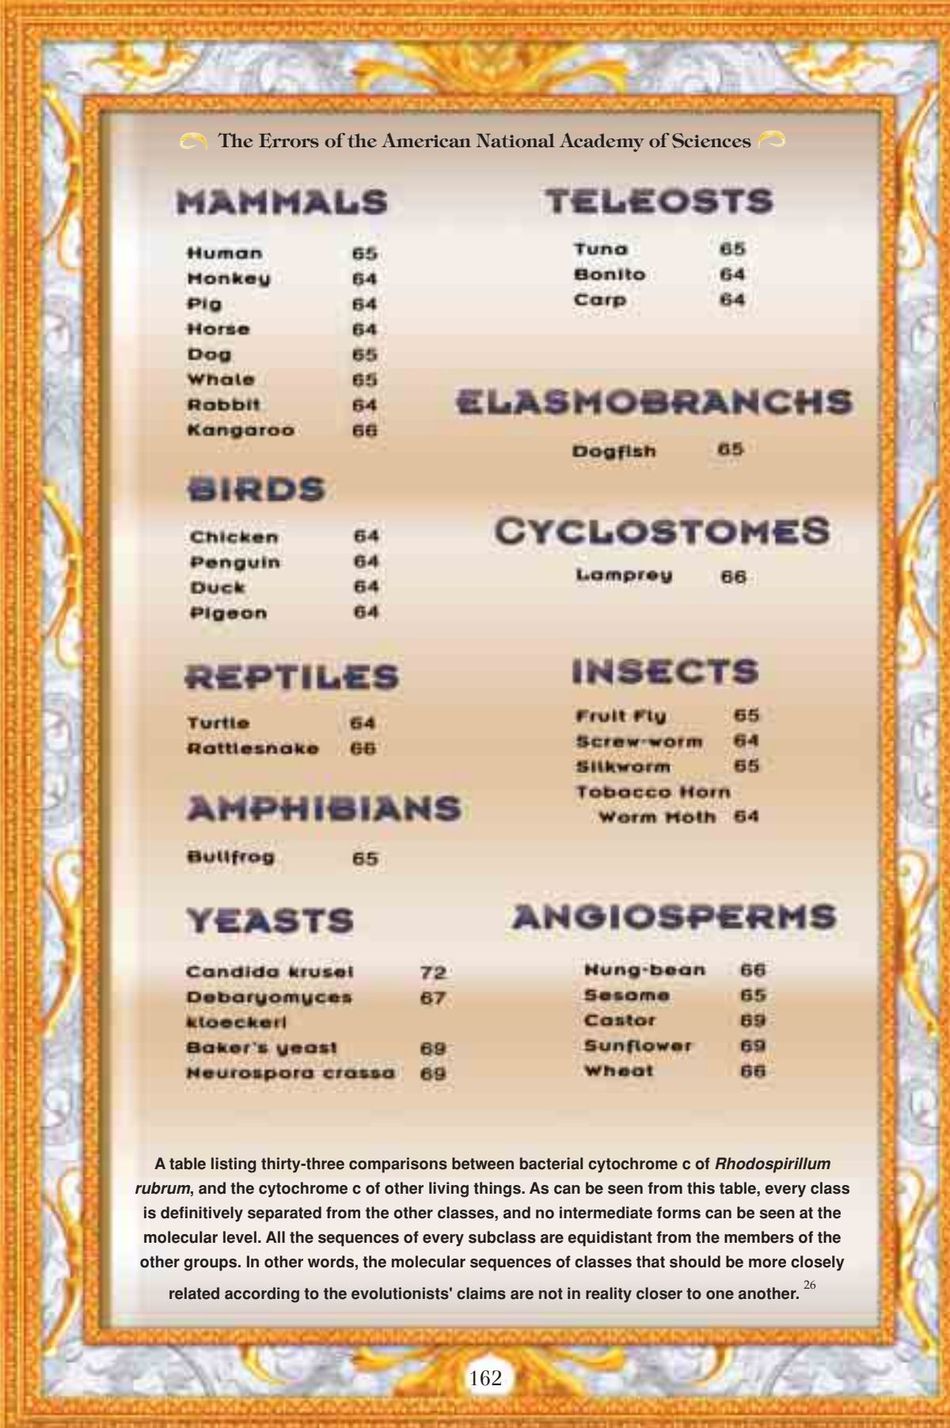 The Errors of the American National Academy of Sciences
MAMMALS
Human 65
Monkey 64
Pig 64
Horse 64
Dog 65
Whale 65
Rabbit 64
Kangaroo 66
BIRDS
Chicken 64
Penguin 64
Duck 64
Pigeon 64
REPTILES
Turtle 64
Rattlesnake 66
AMPHIBIANS
Bullfrog 65
YEASTS
Candida krusei 72
Debaryomyces 67
kloeckeri
Baker's yeast 69
Neurospora crassa 69
TELEOSTS
Tuna 65
Bonito 64
Carp 64
ELASMOBRANCHS
Dogfish 65
CYCLOSTOMES
Lamprey 66
INSECTS
Fruit Fly 65
Screw-worm 64
Silkworm 65
Tobacco Horn
Worm Moth 64
ANGIOSPERMS
Mung-bean 66
Sesame 65
Castor 69
Sunflower 69
Wheat 66
A table listing thirty-three comparisons between bacterial cytochrome c of Rhodospirillum
rubrum, and the cytochrome c of other living things. As can be seen from this table, every class
is definitively separated from the other classes, and no intermediate forms can be seen at the
molecular level. All the sequences of every subclass are equidistant from the members of the
other groups. In other words, the molecular sequences of classes that should be more closely
related according to the evolutionists' claims are not in reality closer to one another. 26
162